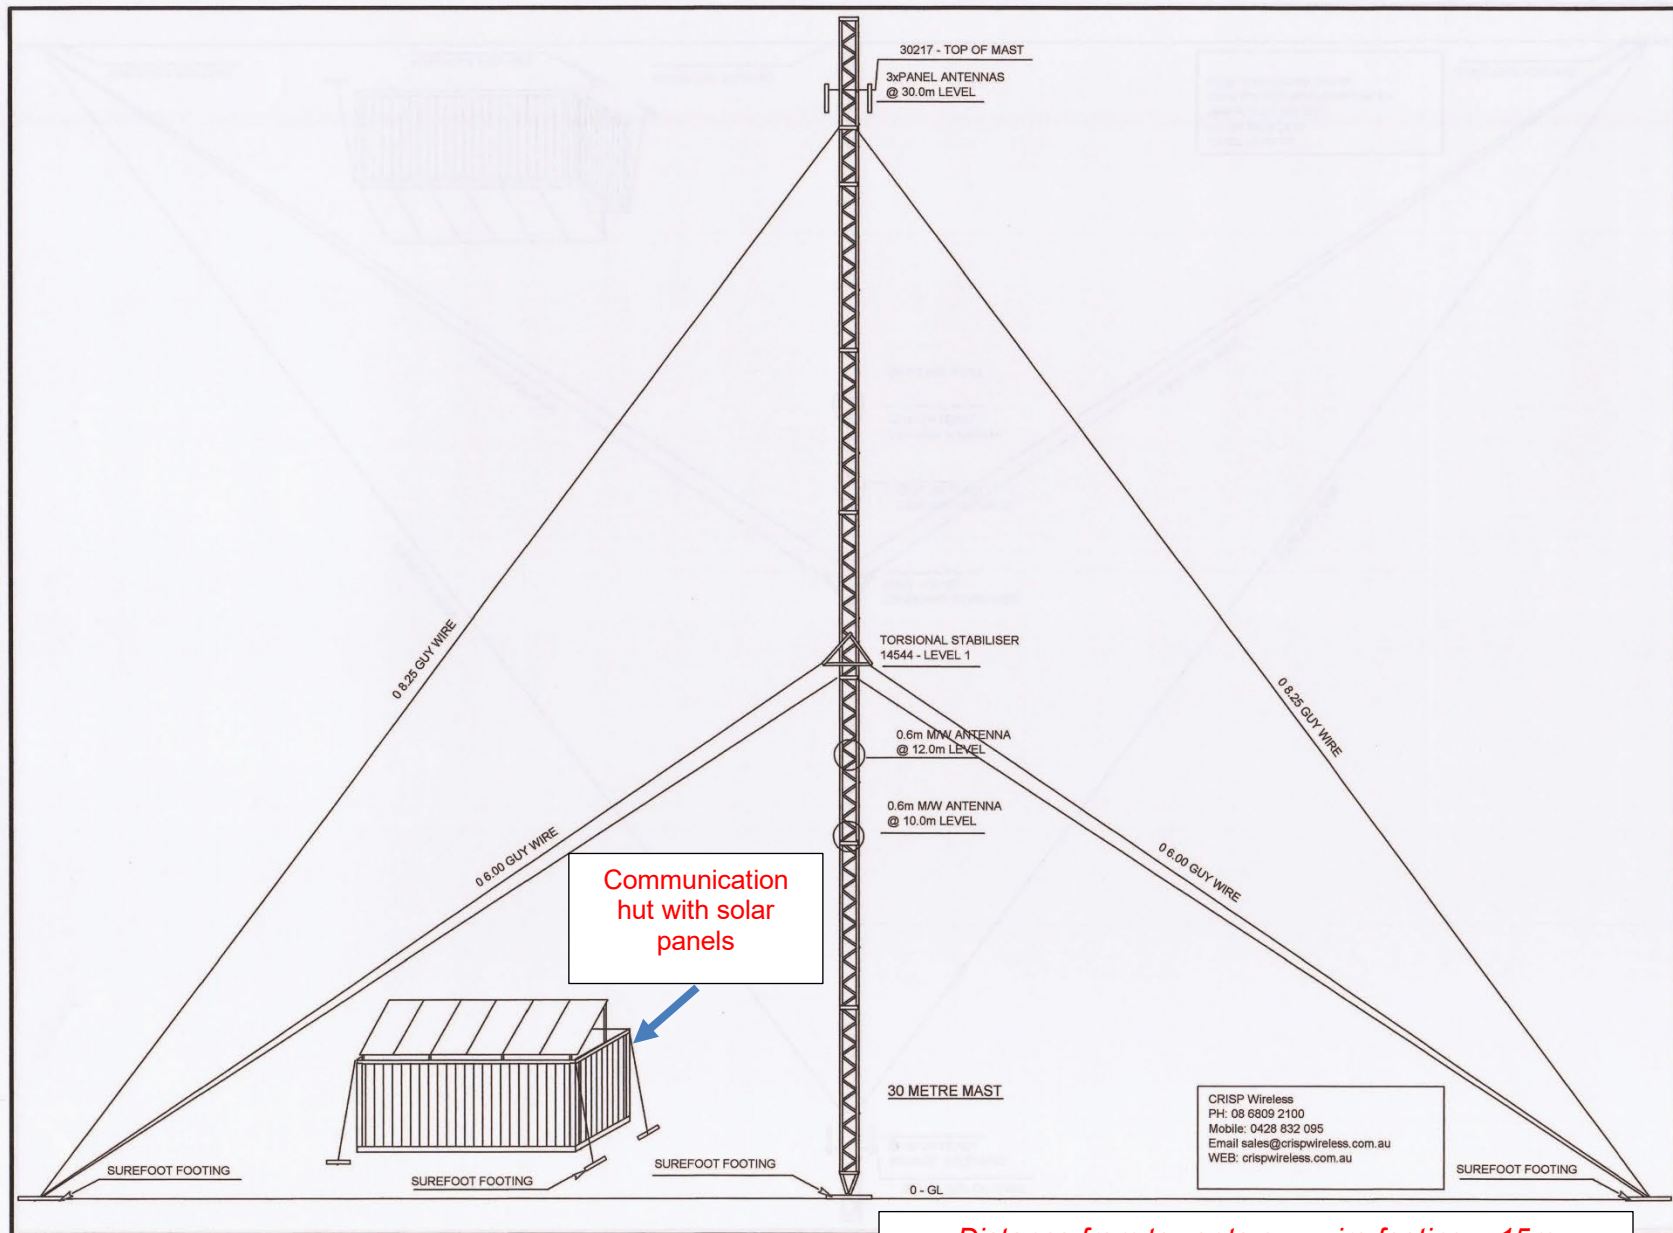 30217 - TOP OF MAST
3xPANEL ANTENNAS
@ 30.0m LEVEL
0 8.25 GUY WIRE
0 8.25 GUY WIRE
TORSIONAL STABILISER
14544 - LEVEL 1
0.6m M/W ANTENNA
@ 12.0m LEVEL
0.6m M/W ANTENNA
@ 10.0m LEVEL
0 6.00 GUY WIRE
0 6.00 GUY WIRE
Communication
hut with solar
panels
30 METRE MAST
CRISP Wireless
PH: 08 6809 2100
Mobile: 0428 832 095
Email sales@crispwireless.com.au
WEB: crispwireless.com.au
SUREFOOT FOOTING
SUREFOOT FOOTING
SUREFOOT FOOTING
SUREFOOT FOOTING
0 - GL